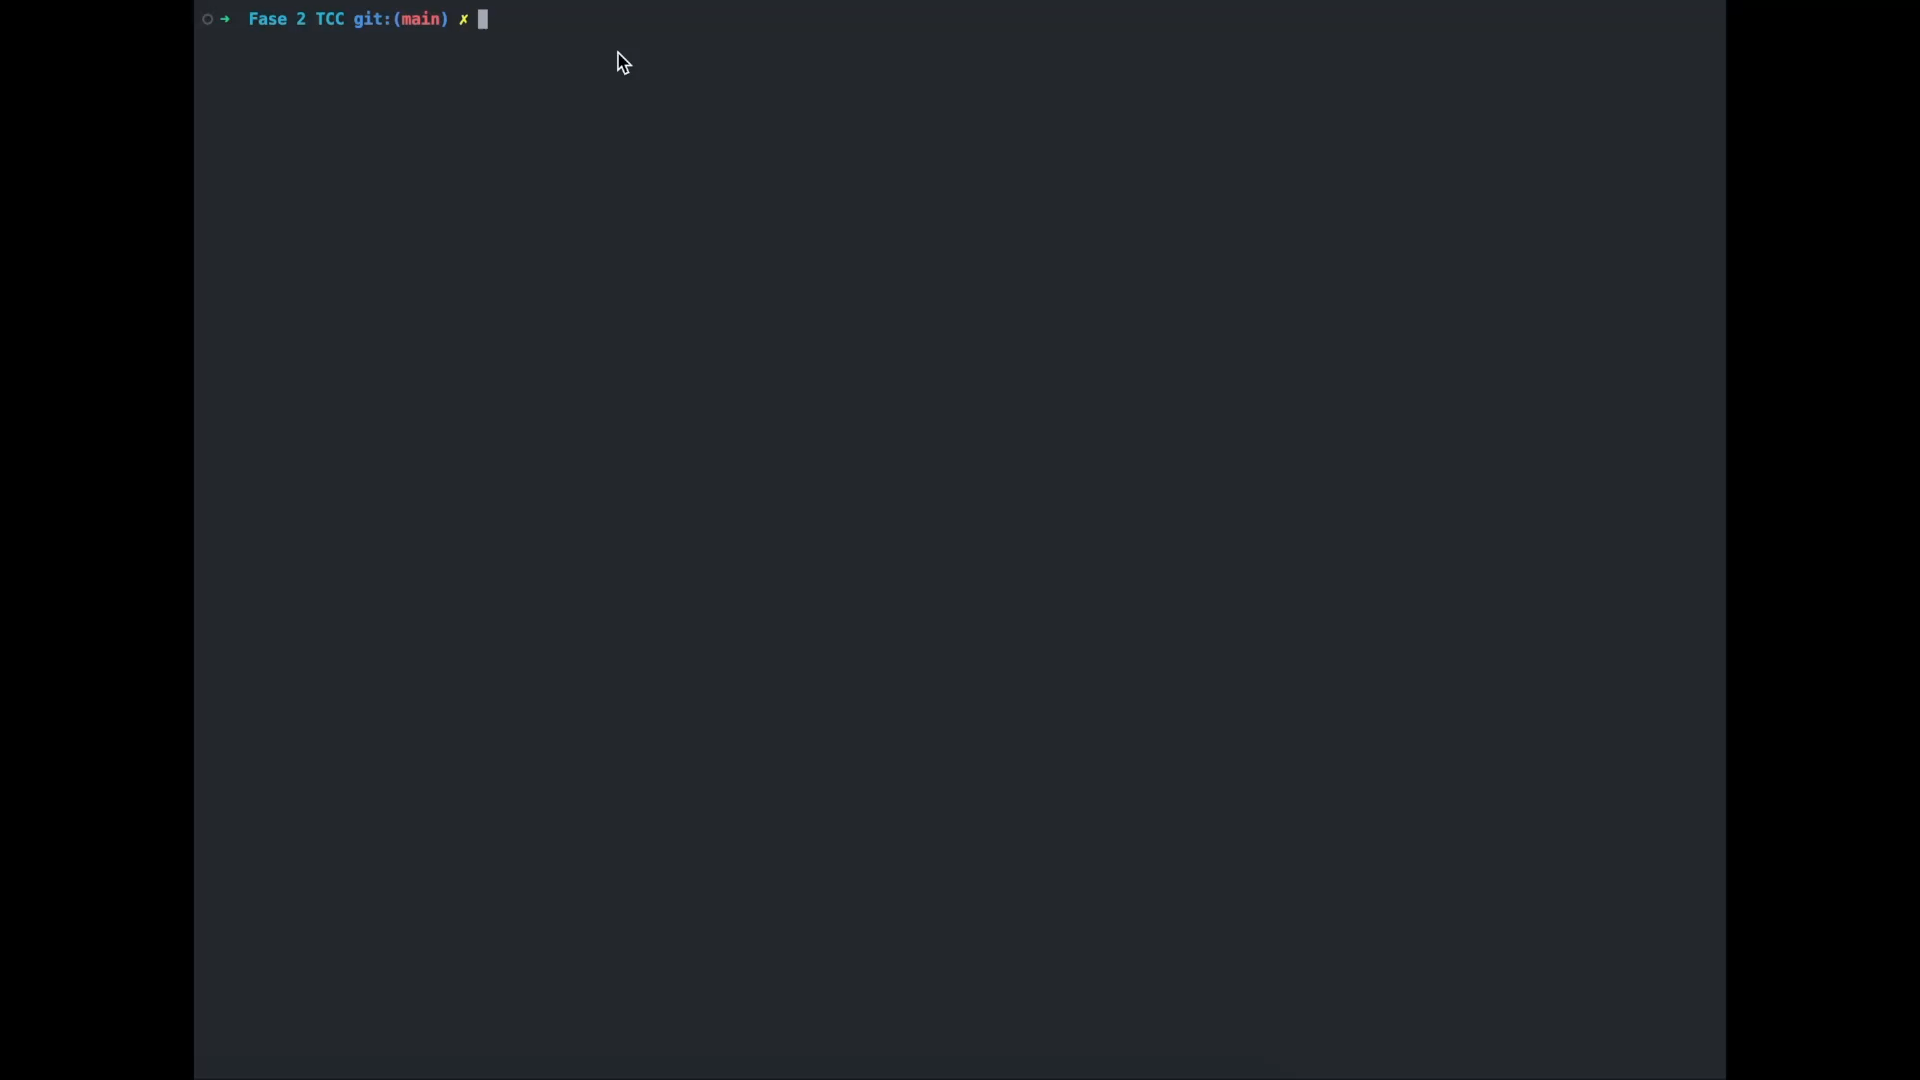 ○ ➜  Fase 2 TCC git:(main) ✗